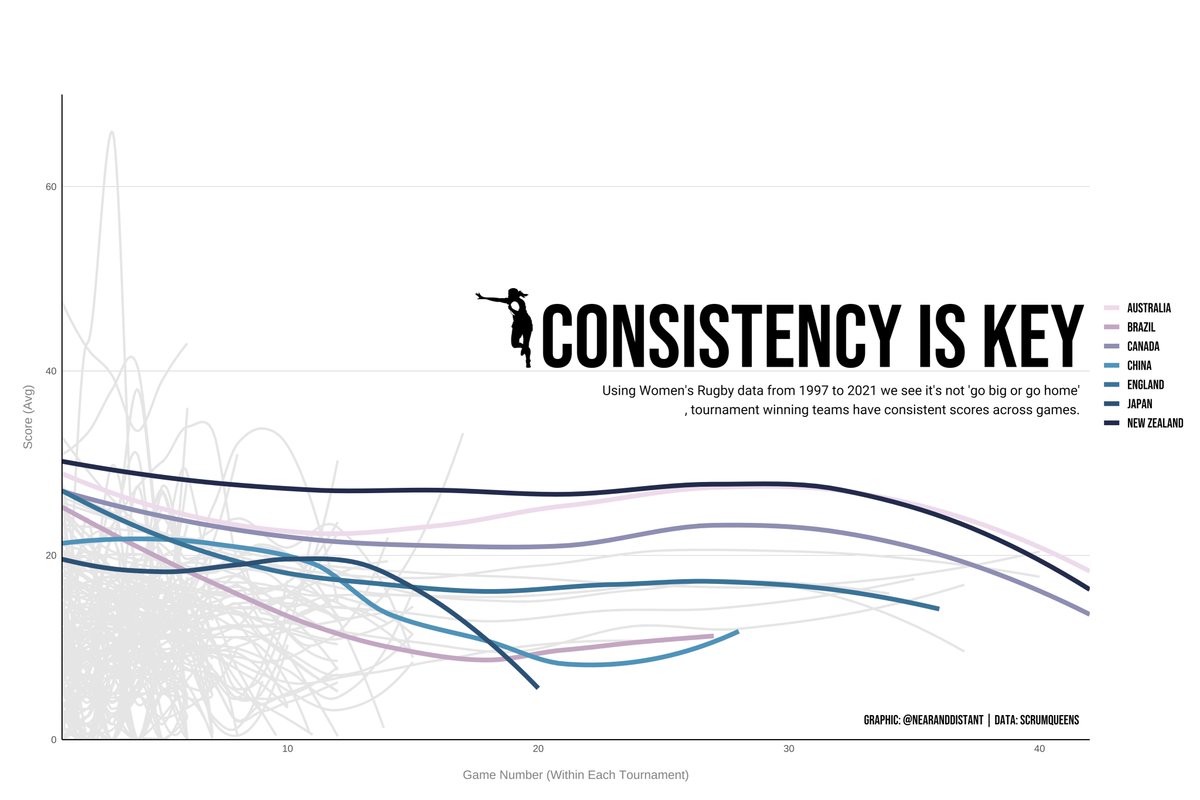 60
40
20
0
Score (Avg)
CONSISTENCY IS KEY
Using Women's Rugby data from 1997 to 2021 we see it's not 'go big or go home'
, tournament winning teams have consistent scores across games.
AUSTRALIA
BRAZIL
CANADA
CHINA
ENGLAND
JAPAN
NEW ZEALAND
GRAPHIC: @NEARANDDISTANT | DATA: SCRUMQUEENS
10 20 30 40
Game Number (Within Each Tournament)